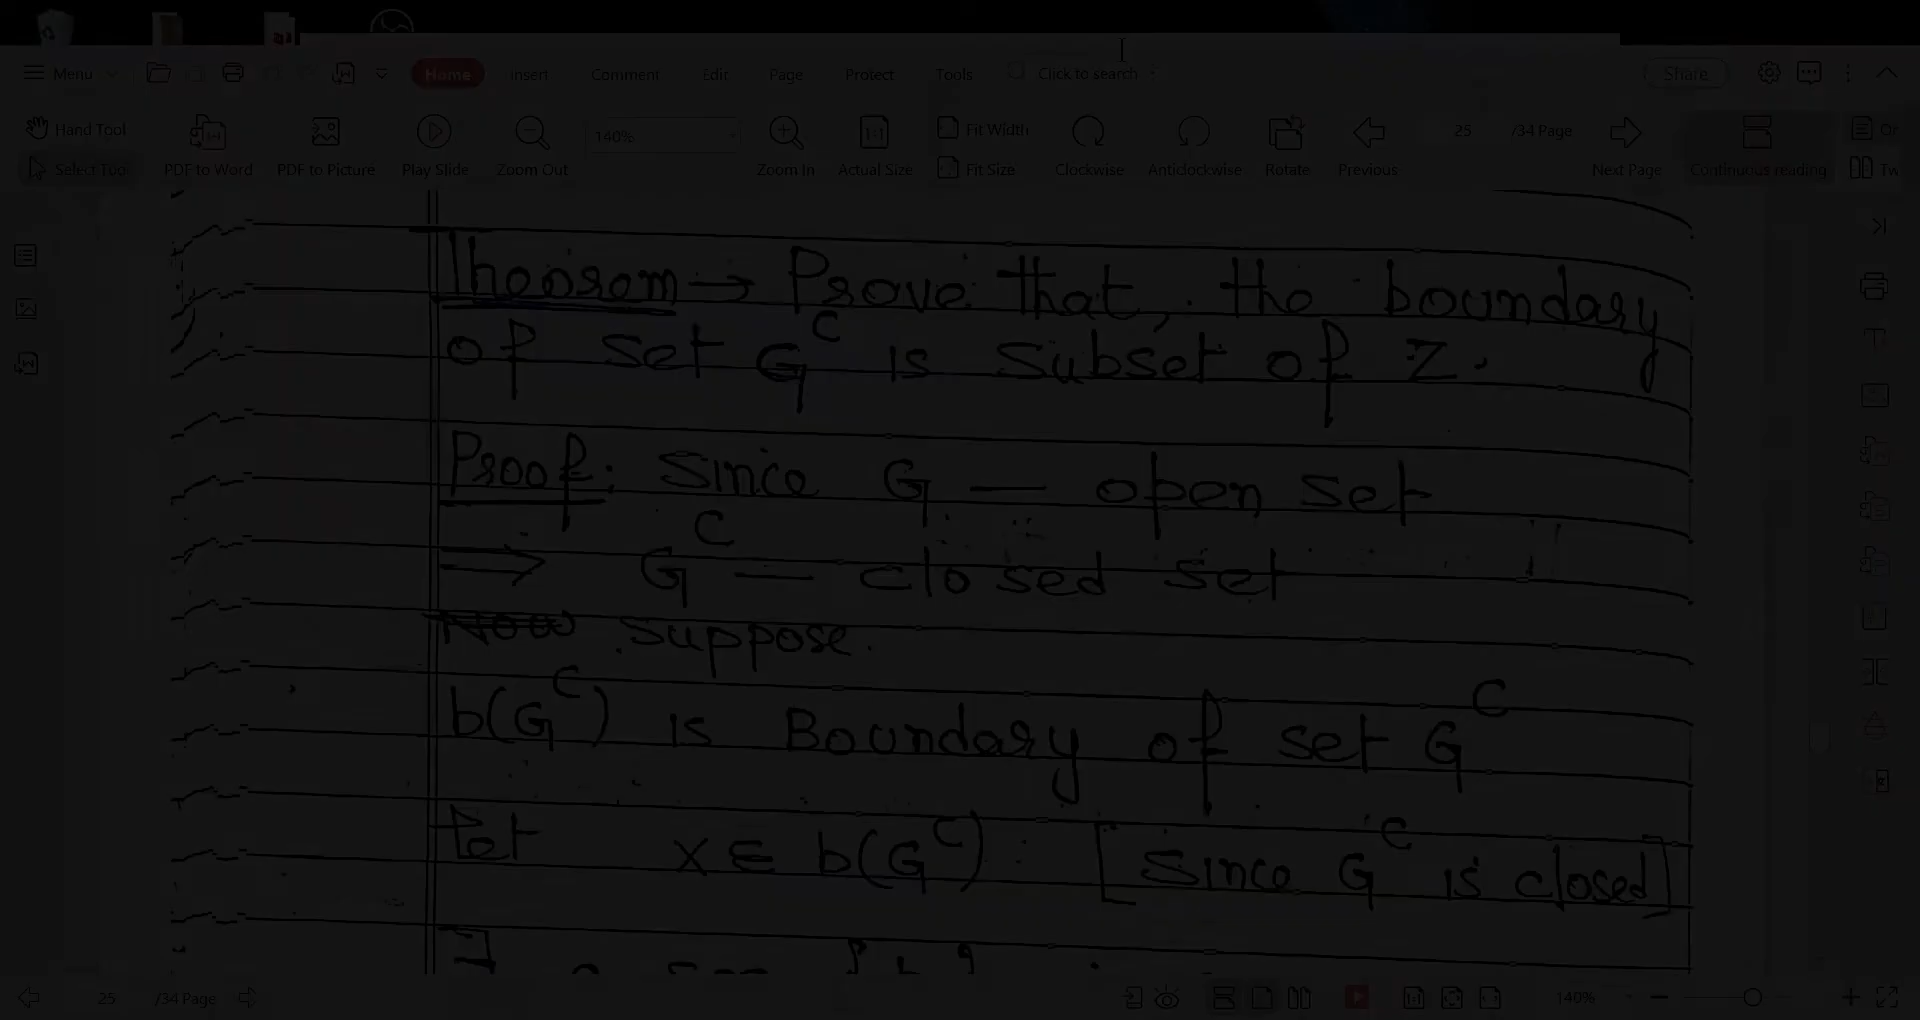 Menu
Home
Insert
Comment
Edit
Page
Protect
Tools
Click to search
Share
Hand Tool
Select Tool
PDF to Word
PDF to Picture
Play Slide
Zoom Out
140%
Zoom In
Actual Size
1:1
Fit Width
Fit Size
Clockwise
Anticlockwise
Rotate
Previous
25 /34 Page
Next Page
Continuous reading
Theorem → Prove that, the boundary
of set G^C is subset of Z.
Proof: Since G — open set
⇒ G^C — closed set
Now Suppose.
b(G^C) is Boundary of set G^C
Let x ∈ b(G^C) [Since G^C is closed]
25 /34 Page
1:1
140%